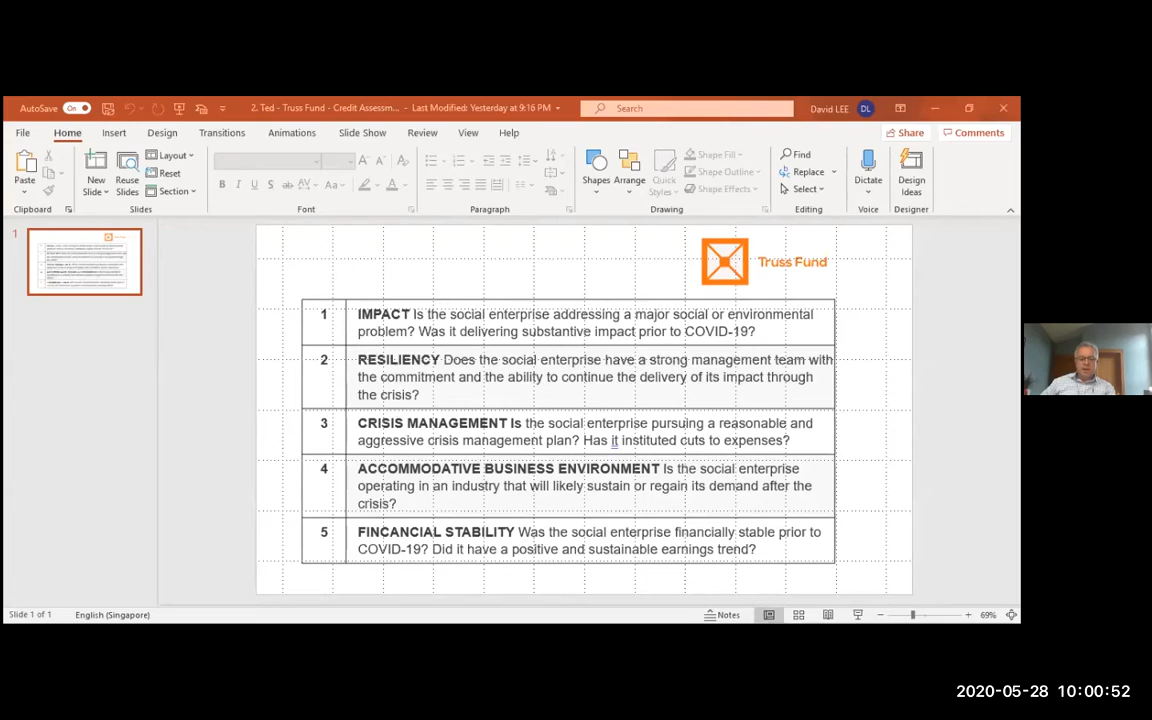 AutoSave On 2. Ted - Truss Fund - Credit Assessm... - Last Modified: Yesterday at 9:16 PM Search David LEE DL
File Home Insert Design Transitions Animations Slide Show Review View Help Share Comments
Paste New Slide Reuse Slides Layout Reset Section
B I U S ab AV Aa A A A
Shapes Arrange Quick Styles Shape Fill Shape Outline Shape Effects
Find Replace Select Dictate Design Ideas
Clipboard Slides Font Paragraph Drawing Editing Voice Designer
1
Truss Fund
1 IMPACT Is the social enterprise addressing a major social or environmental
problem? Was it delivering substantive impact prior to COVID-19?
2 RESILIENCY Does the social enterprise have a strong management team with
the commitment and the ability to continue the delivery of its impact through
the crisis?
3 CRISIS MANAGEMENT Is the social enterprise pursuing a reasonable and
aggressive crisis management plan? Has it instituted cuts to expenses?
4 ACCOMMODATIVE BUSINESS ENVIRONMENT Is the social enterprise
operating in an industry that will likely sustain or regain its demand after the
crisis?
5 FINCANCIAL STABILITY Was the social enterprise financially stable prior to
COVID-19? Did it have a positive and sustainable earnings trend?
Slide 1 of 1 English (Singapore) Notes 69%
2020-05-28 10:00:52